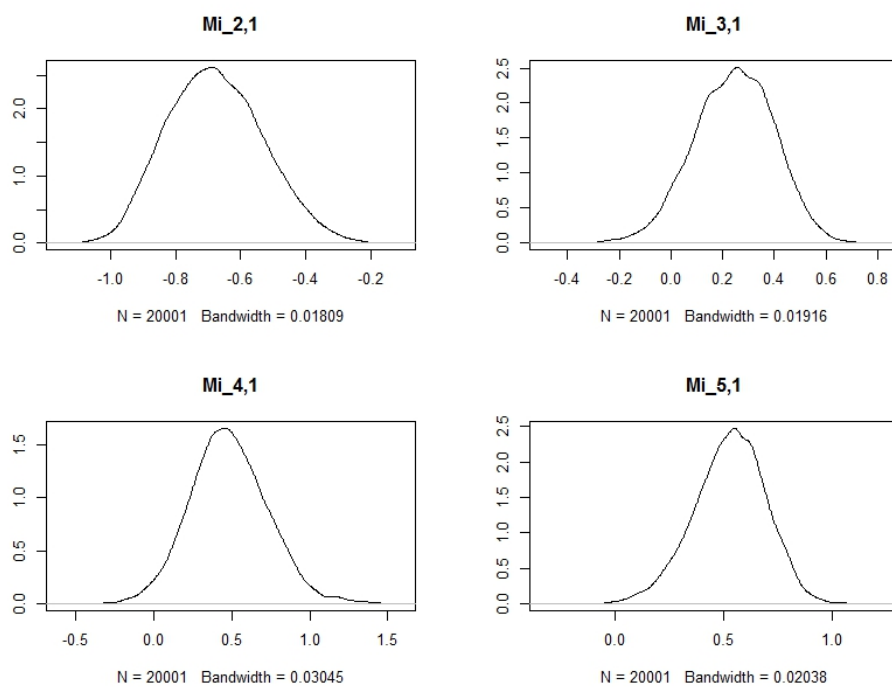 Mi_2,1
0.0 1.0 2.0
-1.0 -0.8 -0.6 -0.4 -0.2
N = 20001 Bandwidth = 0.01809
Mi_3,1
0.0 0.5 1.0 1.5 2.0 2.5
-0.4 -0.2 0.0 0.2 0.4 0.6 0.8
N = 20001 Bandwidth = 0.01916
Mi_4,1
0.0 0.5 1.0 1.5
-0.5 0.0 0.5 1.0 1.5
N = 20001 Bandwidth = 0.03045
Mi_5,1
0.0 0.5 1.0 1.5 2.0 2.5
0.0 0.5 1.0
N = 20001 Bandwidth = 0.02038